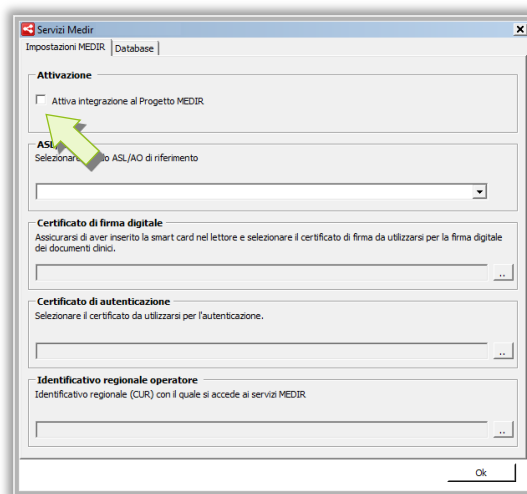 Servizi Medir
Impostazioni MEDIR
Database
Attivazione
Attiva integrazione al Progetto MEDIR
Selezionare ASL/AO di riferimento
Certificato di firma digitale
Assicurarsi di aver inserito la smart card nel lettore e selezionare il certificato di firma da utilizzarsi per la firma digitale
dei documenti clinici.
..
Certificato di autenticazione
Selezionare il certificato da utilizzarsi per l'autenticazione.
..
Identificativo regionale operatore
Identificativo regionale (CUR) con il quale si accede ai servizi MEDIR
..
Ok